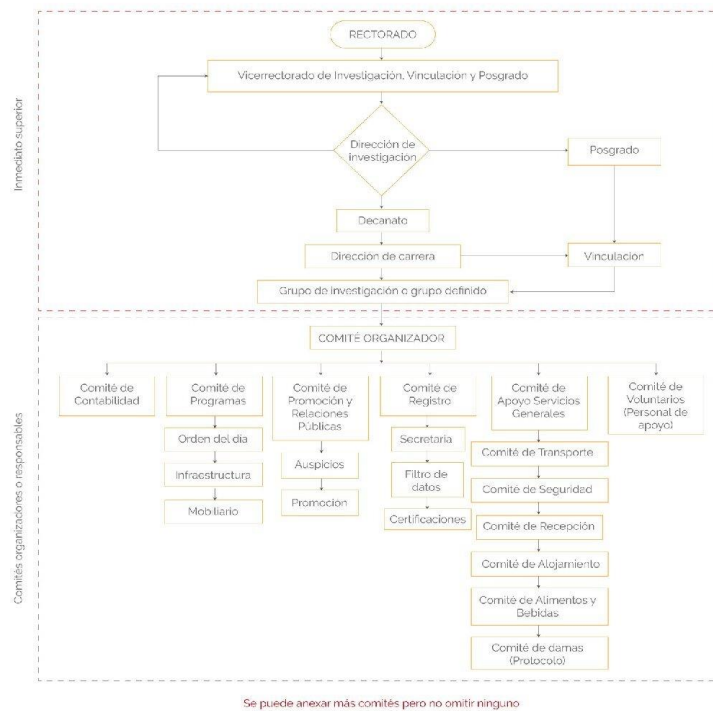 Inmediato superior
RECTORADO
Vicerrectorado de Investigación, Vinculación y Posgrado
Dirección de
investigación
Posgrado
Decanato
Dirección de carrera
Vinculación
Grupo de investigación o grupo definido
Comités organizadores o responsables
COMITÉ ORGANIZADOR
Comité de
Contabilidad
Comité de
Programas
Orden del día
Infraestructura
Mobiliario
Comité de
Promoción y
Relaciones
Públicas
Auspicios
Promoción
Comité de
Registro
Secretaria
Filtro de
datos
Certificaciones
Comité de
Apoyo Servicios
Generales
Comité de Transporte
Comité de Seguridad
Comité de Recepción
Comité de Alojamiento
Comité de Alimentos y
Bebidas
Comité de damas
(Protocolo)
Comité de
Voluntarios
(Personal de
apoyo)
Se puede anexar más comités pero no omitir ninguno